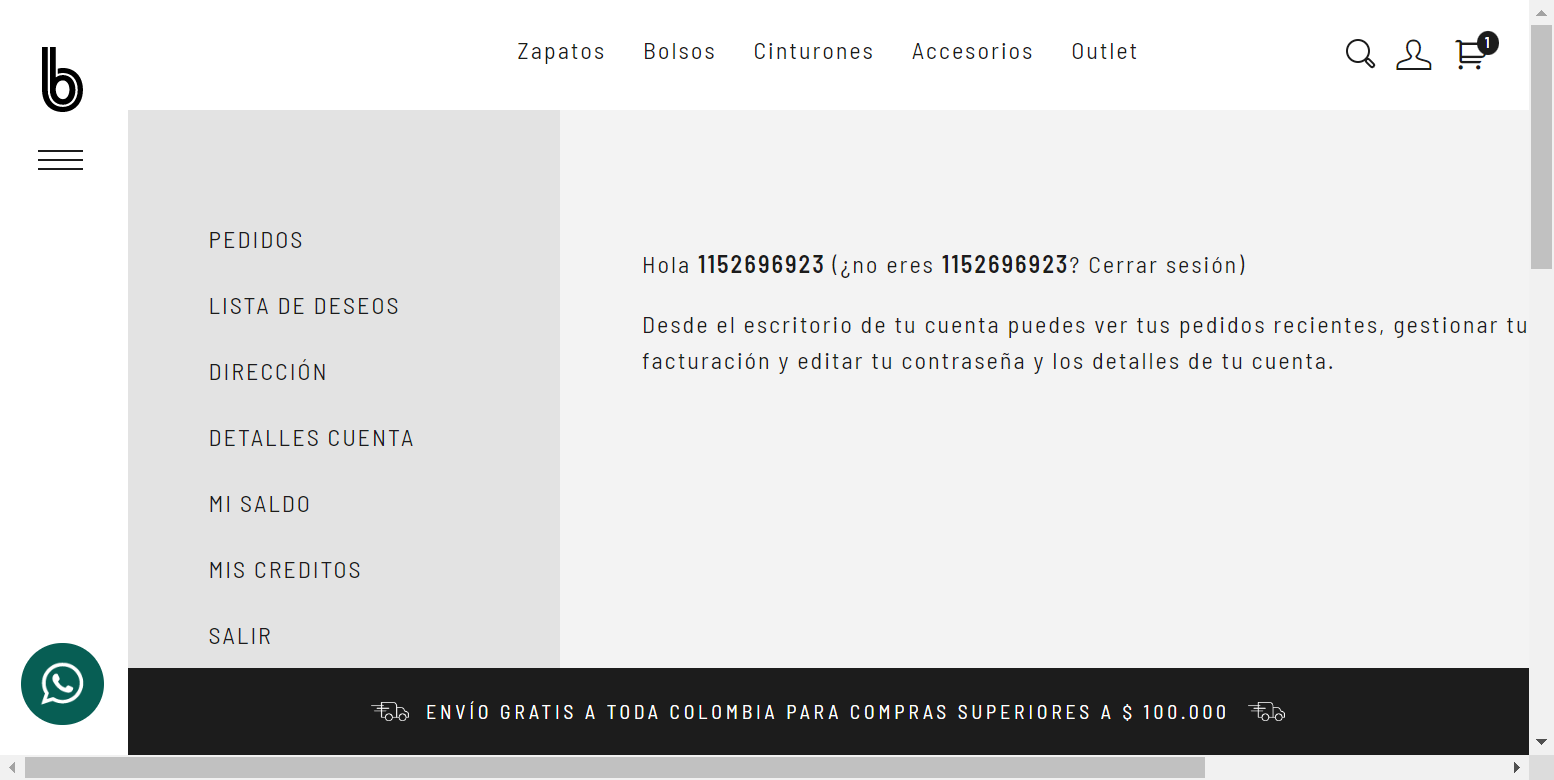 b
Zapatos Bolsos Cinturones Accesorios Outlet
1
PEDIDOS
LISTA DE DESEOS
DIRECCIÓN
DETALLES CUENTA
MI SALDO
MIS CREDITOS
SALIR
Hola 1152696923 (¿no eres 1152696923? Cerrar sesión)
Desde el escritorio de tu cuenta puedes ver tus pedidos recientes, gestionar tu
facturación y editar tu contraseña y los detalles de tu cuenta.
ENVÍO GRATIS A TODA COLOMBIA PARA COMPRAS SUPERIORES A $ 100.000